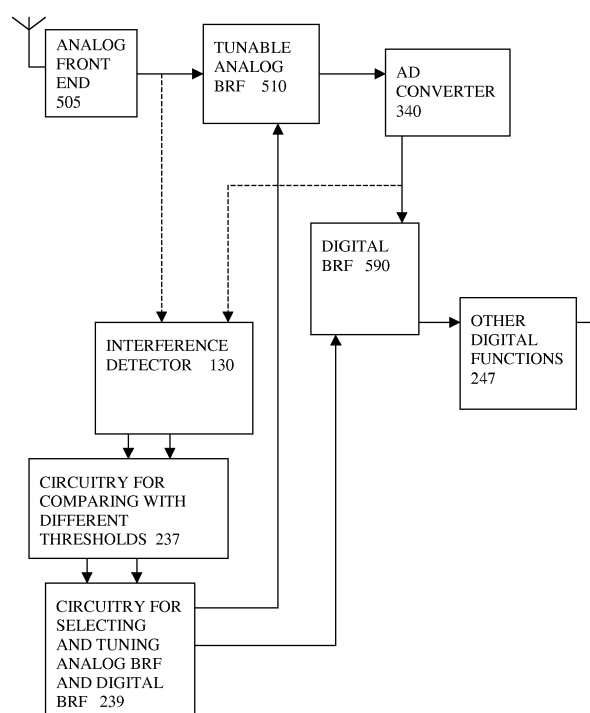 ANALOG
FRONT
END
505
TUNABLE
ANALOG
BRF 510
AD
CONVERTER
340
DIGITAL
BRF 590
OTHER
DIGITAL
FUNCTIONS
247
INTERFERENCE
DETECTOR 130
CIRCUITRY FOR
COMPARING WITH
DIFFERENT
THRESHOLDS 237
CIRCUITRY FOR
SELECTING
AND TUNING
ANALOG BRF
AND DIGITAL
BRF 239